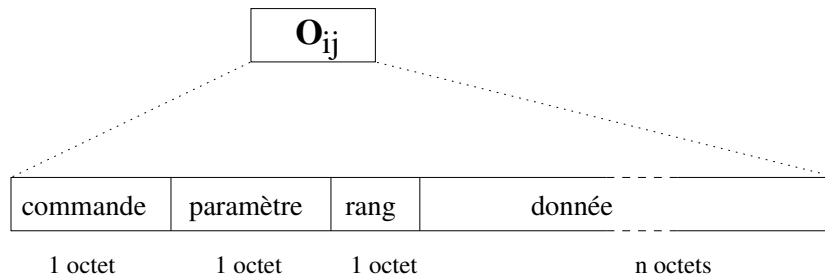 Oij
commande paramètre rang donnée
1 octet 1 octet 1 octet n octets